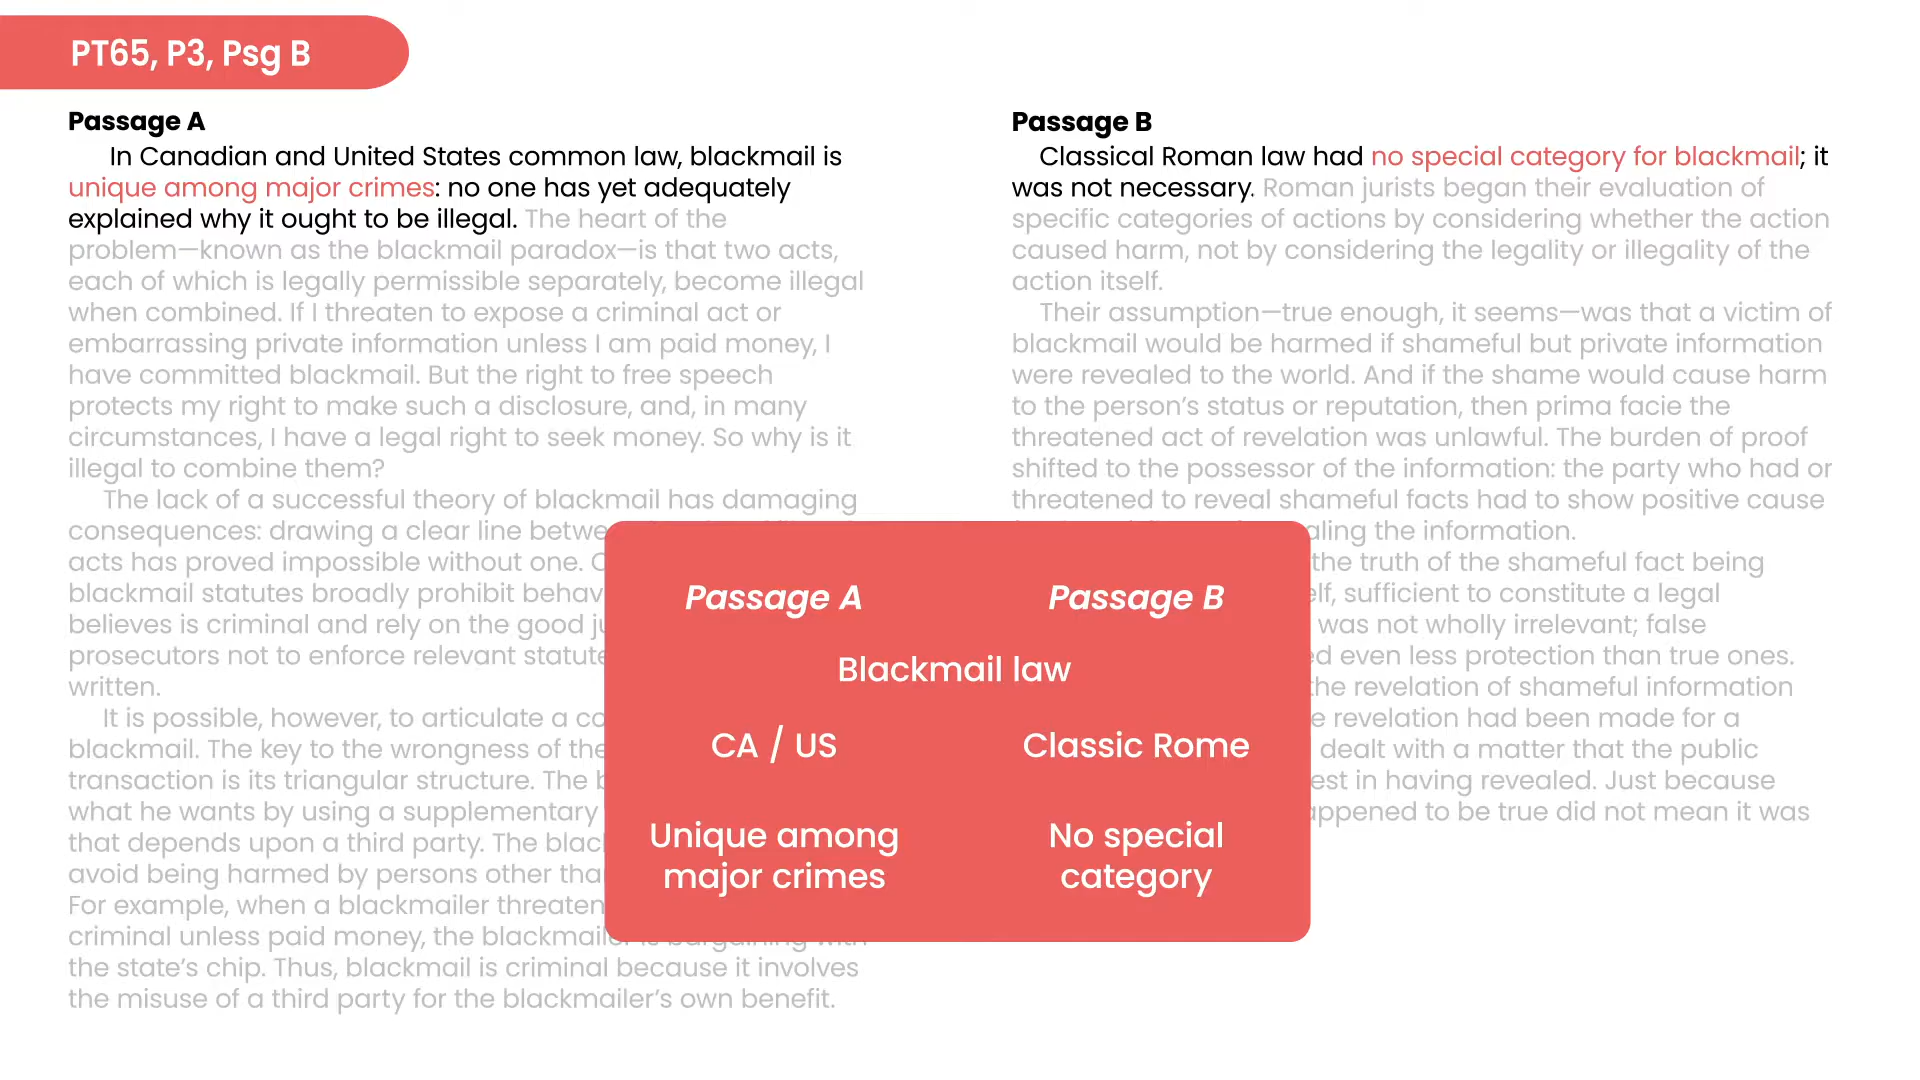 PT65, P3, Psg B
Passage A
In Canadian and United States common law, blackmail is
unique among major crimes: no one has yet adequately
explained why it ought to be illegal. The heart of the
problem—known as the blackmail paradox—is that two acts,
each of which is legally permissible separately, become illegal
when combined. If I threaten to expose a criminal act or
embarrassing private information unless I am paid money, I
have committed blackmail. But the right to free speech
protects my right to make such a disclosure, and, in many
circumstances, I have a legal right to seek money. So why is it
illegal to combine them?
The lack of a successful theory of blackmail has damaging
consequences: drawing a clear line
acts has proved impossible without one.
blackmail statutes broadly prohibit
believes is criminal and rely on the good
prosecutors not to enforce relevant
written.
It is possible, however, to articulate a
blackmail. The key to the wrongness of the
transaction is its triangular structure. The
what he wants by using a supplementary
that depends upon a third party. The
avoid being harmed by persons other
For example, when a blackmailer
criminal unless paid money, the blackmailer is bargaining with
the state's chip. Thus, blackmail is criminal because it involves
the misuse of a third party for the blackmailer's own benefit.
Passage B
Classical Roman law had no special category for blackmail; it
was not necessary. Roman jurists began their evaluation of
specific categories of actions by considering whether the action
caused harm, not by considering the legality or illegality of the
action itself.
Their assumption—true enough, it seems—was that a victim of
blackmail would be harmed if shameful but private information
were revealed to the world. And if the shame would cause harm
to the person's status or reputation, then prima facie the
threatened act of revelation was unlawful. The burden of proof
shifted to the possessor of the information: the party who had or
threatened to reveal shameful facts had to show positive cause
the information.
the truth of the shameful fact being
sufficient to constitute a legal
was not wholly irrelevant; false
even less protection than true ones.
the revelation of shameful information
revelation had been made for a
dealt with a matter that the public
in having revealed. Just because
to be true did not mean it was
Passage A Passage B
Blackmail law
CA / US Classic Rome
Unique among No special
major crimes category